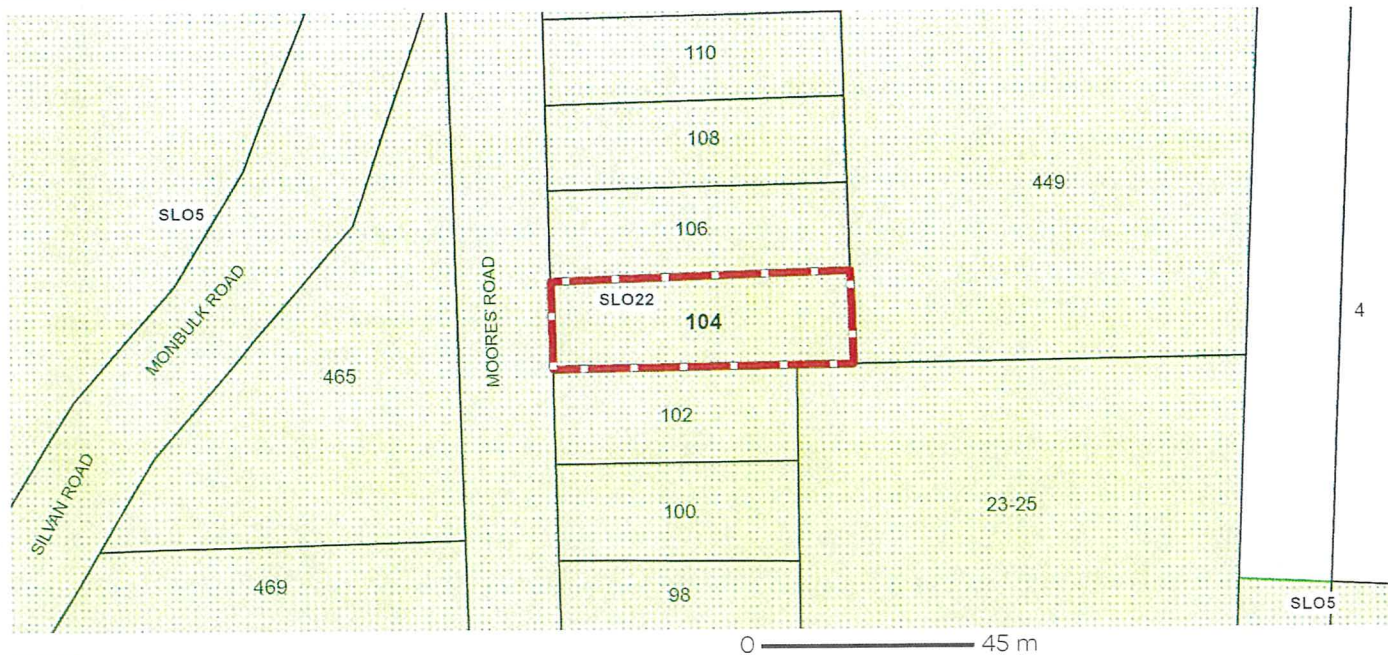 110
108
449
SLO5
106
MONBULK ROAD
MOORES ROAD
SLO22
104
4
465
102
SILVAN ROAD
100
23-25
469
98
SLO5
0 45 m